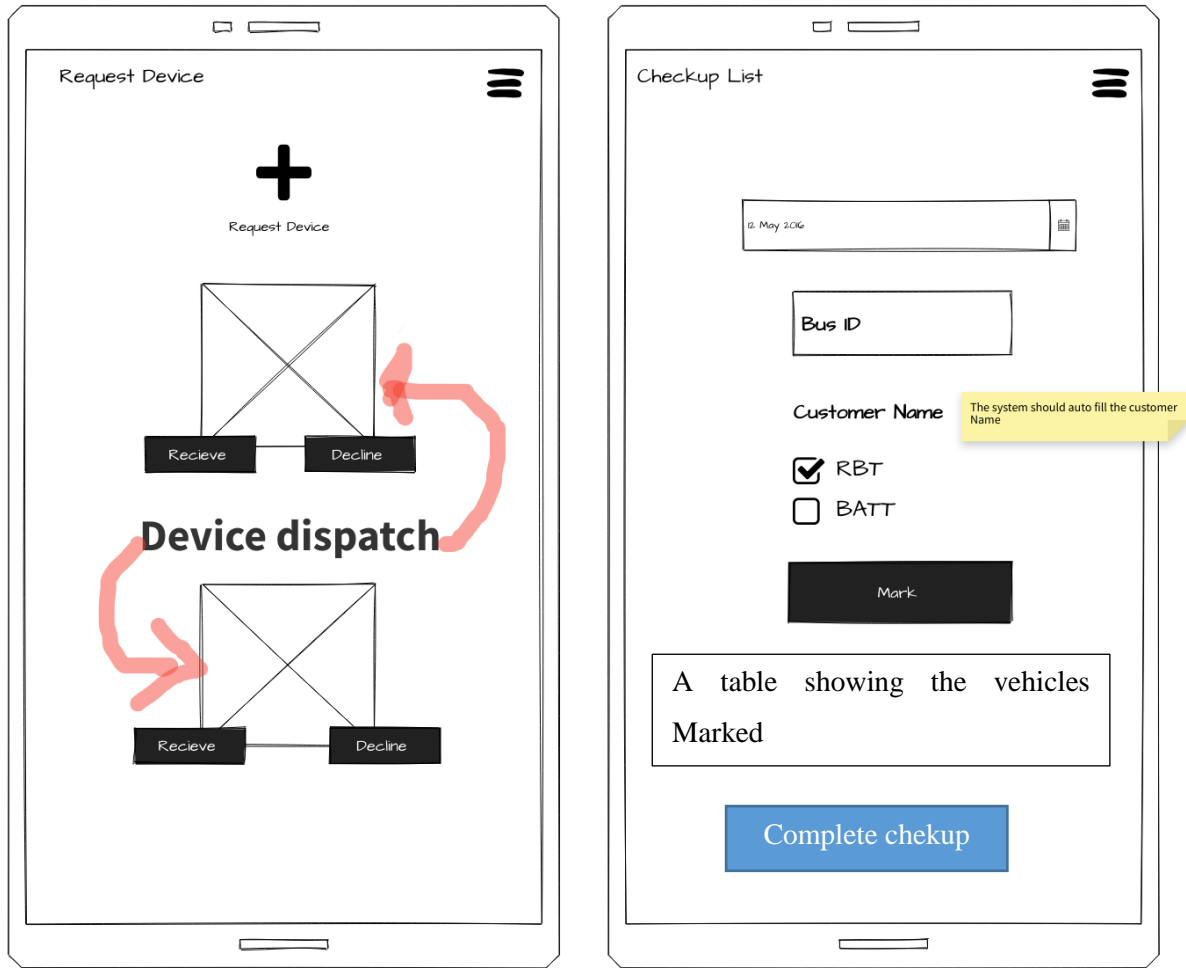 Request Device
Request Device
Recieve
Decline
Device dispatch
Recieve
Decline
Checkup List
12 May 2016
Bus ID
Customer Name
The system should auto fill the customer
Name
RBT
BATT
Mark
A table showing the vehicles
Marked
Complete chekup